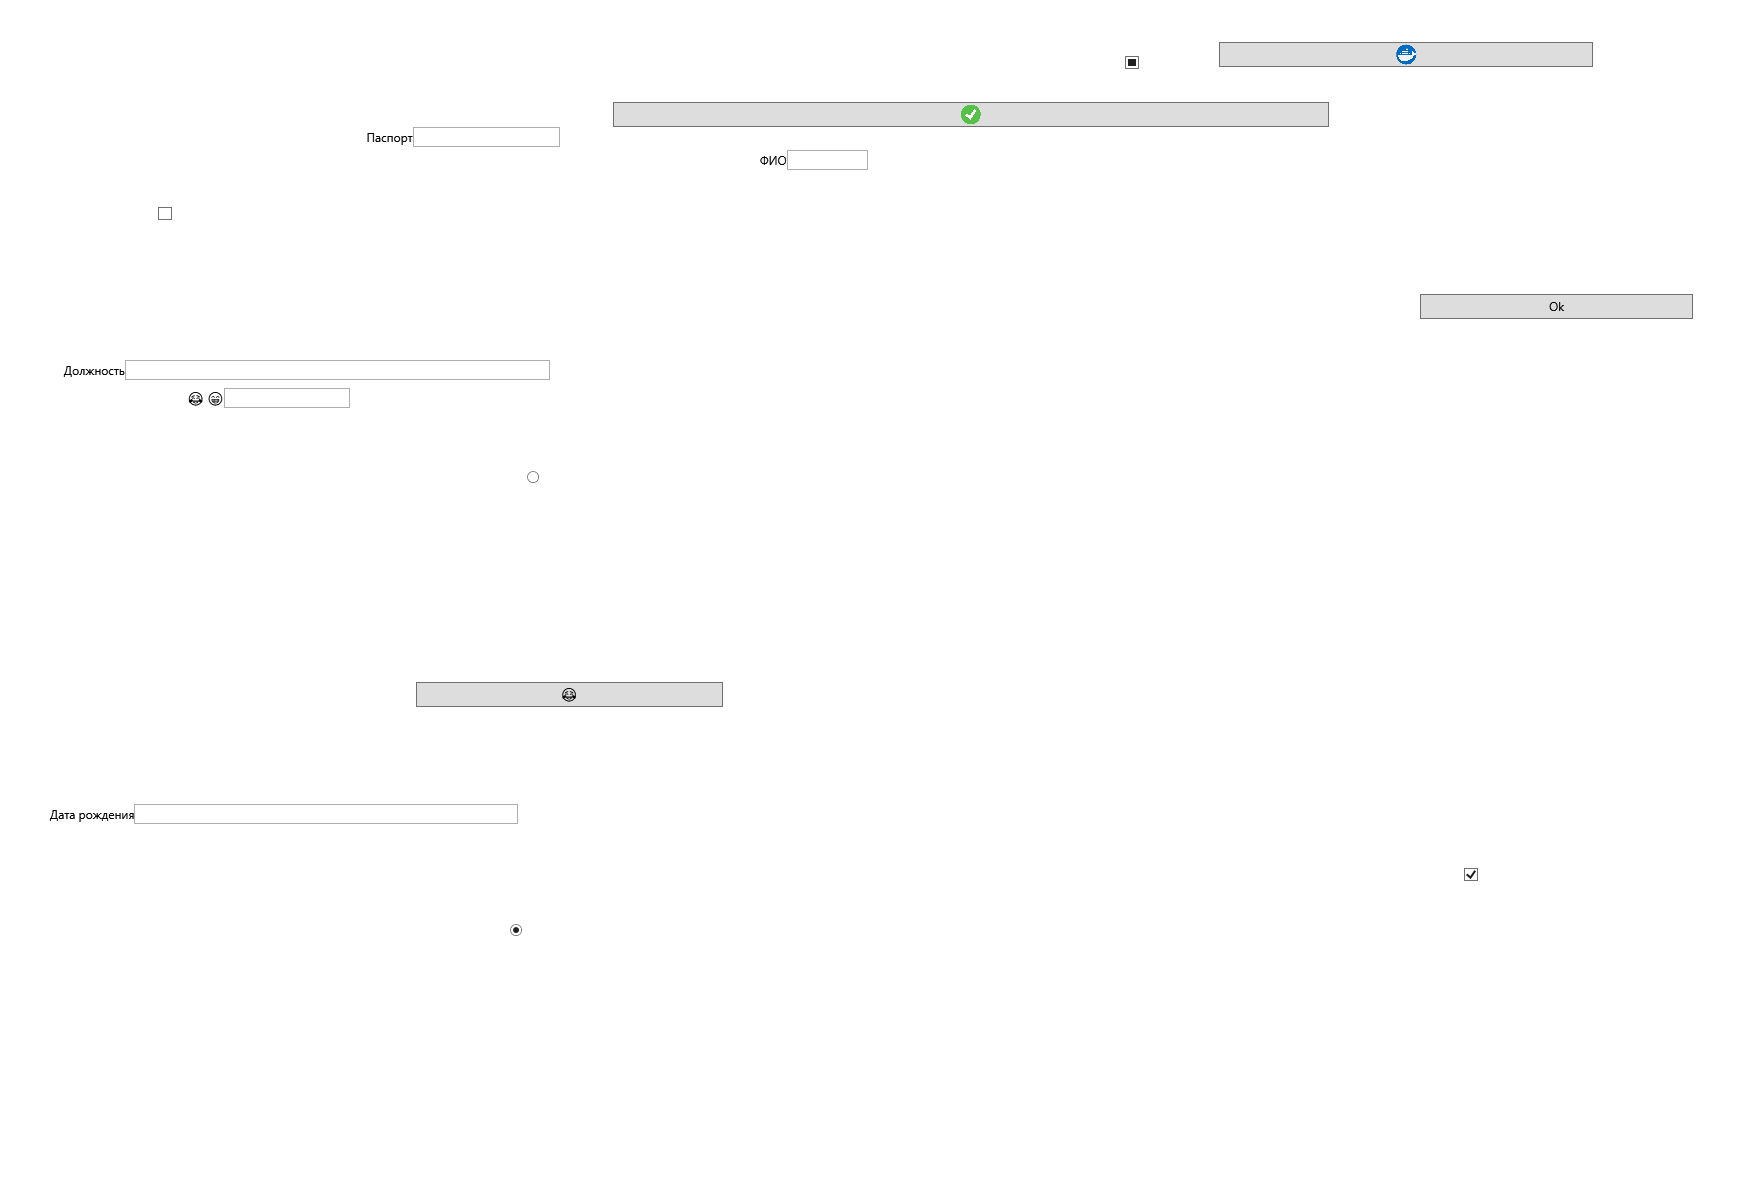 Паспорт
ФИО
Ok
Должность
🤣 😁
🤣
Дата рождения